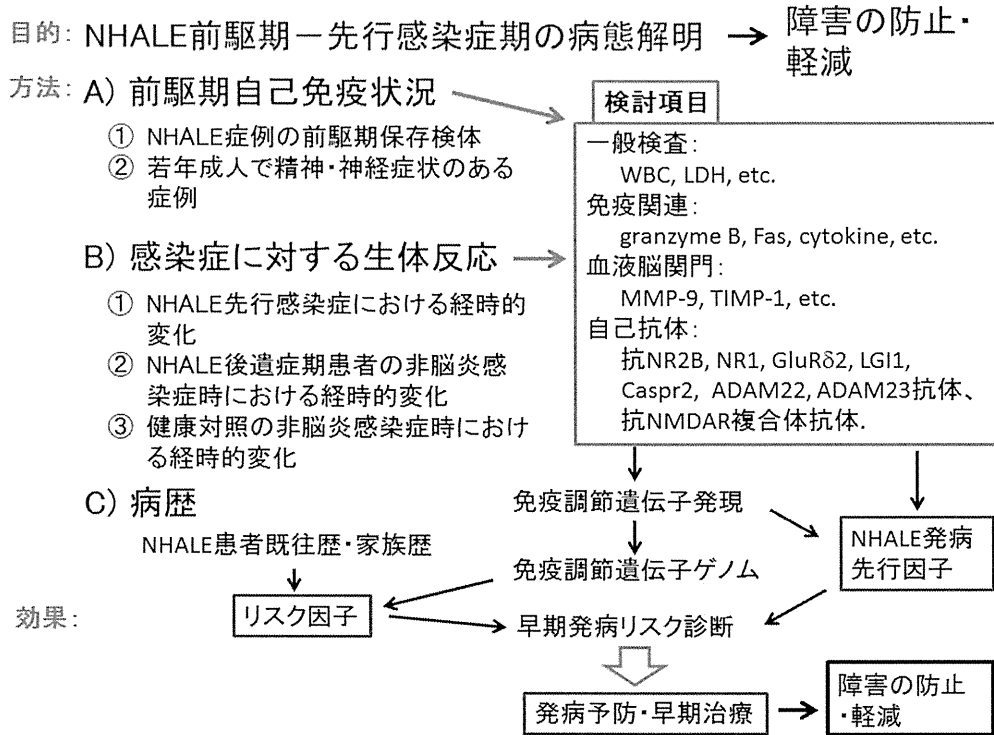 目的: NHALE前駆期－先行感染症期の病態解明 → 障害の防止・
軽減
方法: A) 前駆期自己免疫状況
① NHALE症例の前駆期保存検体
② 若年成人で精神・神経症状のある
症例
B) 感染症に対する生体反応
① NHALE先行感染症における経時的
変化
② NHALE後遺症期患者の非脳炎感
染症時における経時的変化
③ 健康対照の非脳炎感染症時におけ
る経時的変化
検討項目
一般検査:
WBC, LDH, etc.
免疫関連:
granzyme B, Fas, cytokine, etc.
血液脳関門:
MMP-9, TIMP-1, etc.
自己抗体:
抗NR2B, NR1, GluRδ2, LGI1,
Caspr2, ADAM22, ADAM23抗体、
抗NMDAR複合体抗体.
C) 病歴
NHALE患者既往歴・家族歴
免疫調節遺伝子発現
免疫調節遺伝子ゲノム
NHALE発病
先行因子
効果:
リスク因子
早期発病リスク診断
発病予防・早期治療
障害の防止
・軽減